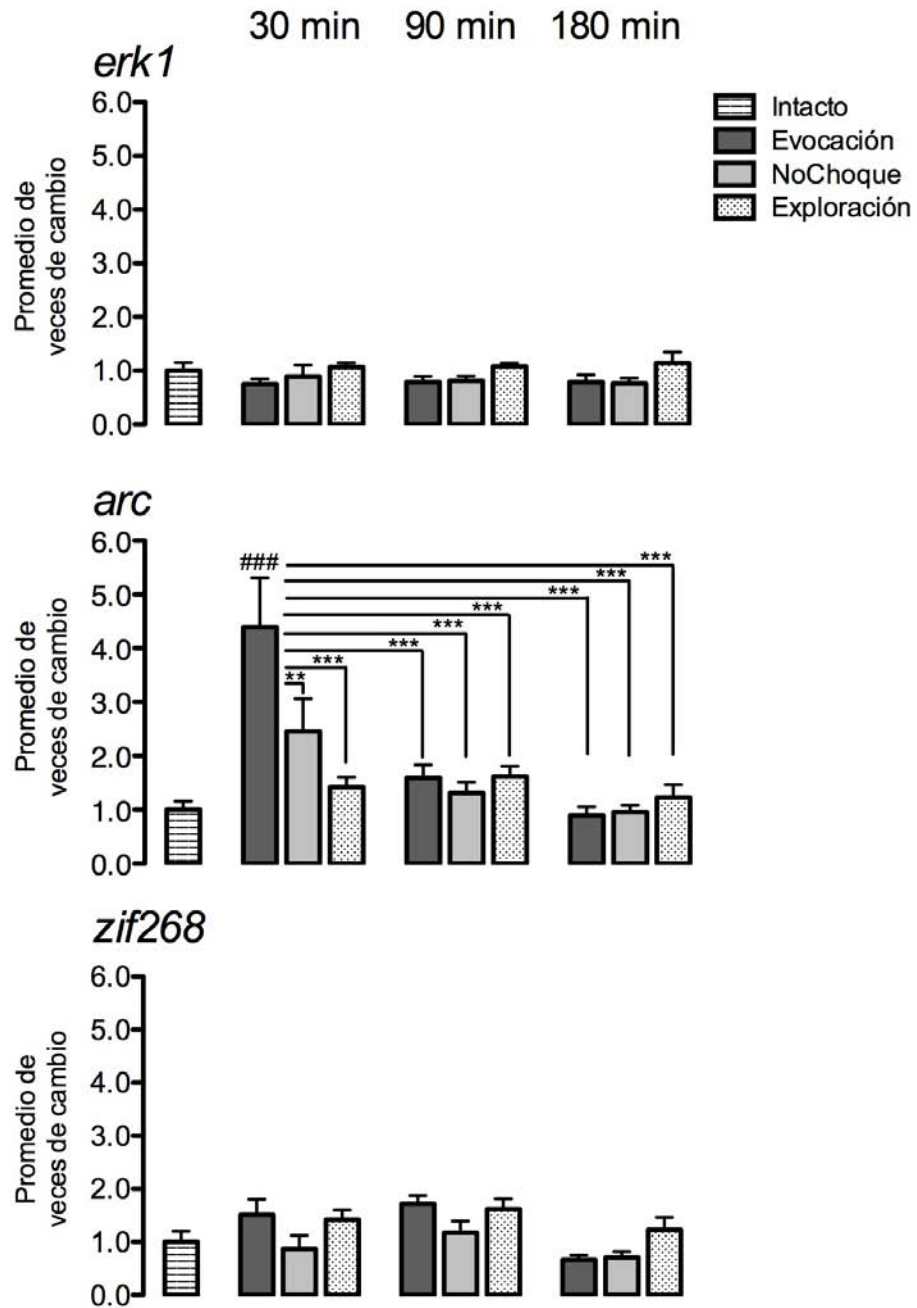 30 min 90 min 180 min
erk1
6.0
5.0
4.0
3.0
2.0
1.0
0.0
Promedio de
veces de cambio
Intacto
Evocación
NoChoque
Exploración
arc
6.0
5.0
4.0
3.0
2.0
1.0
0.0
Promedio de
veces de cambio
###
***
***
***
***
***
***
***
**
zif268
6.0
5.0
4.0
3.0
2.0
1.0
0.0
Promedio de
veces de cambio